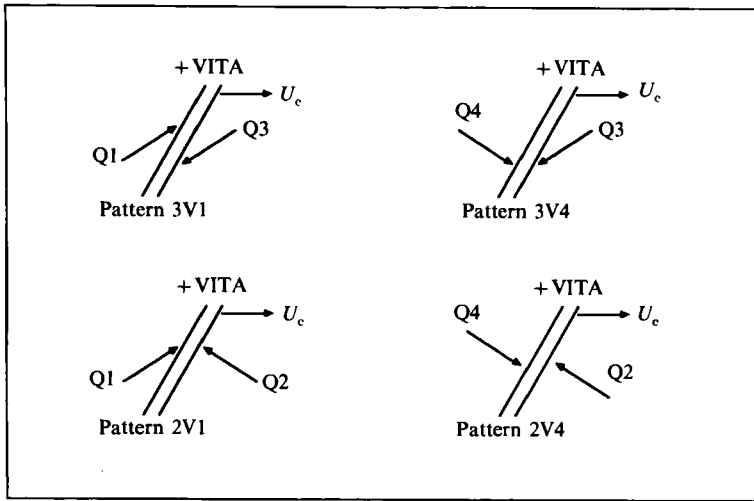 + VITA
U_c
Q1
Q3
Pattern 3V1
+ VITA
U_c
Q4
Q3
Pattern 3V4
+ VITA
U_c
Q1
Q2
Pattern 2V1
+ VITA
U_c
Q4
Q2
Pattern 2V4